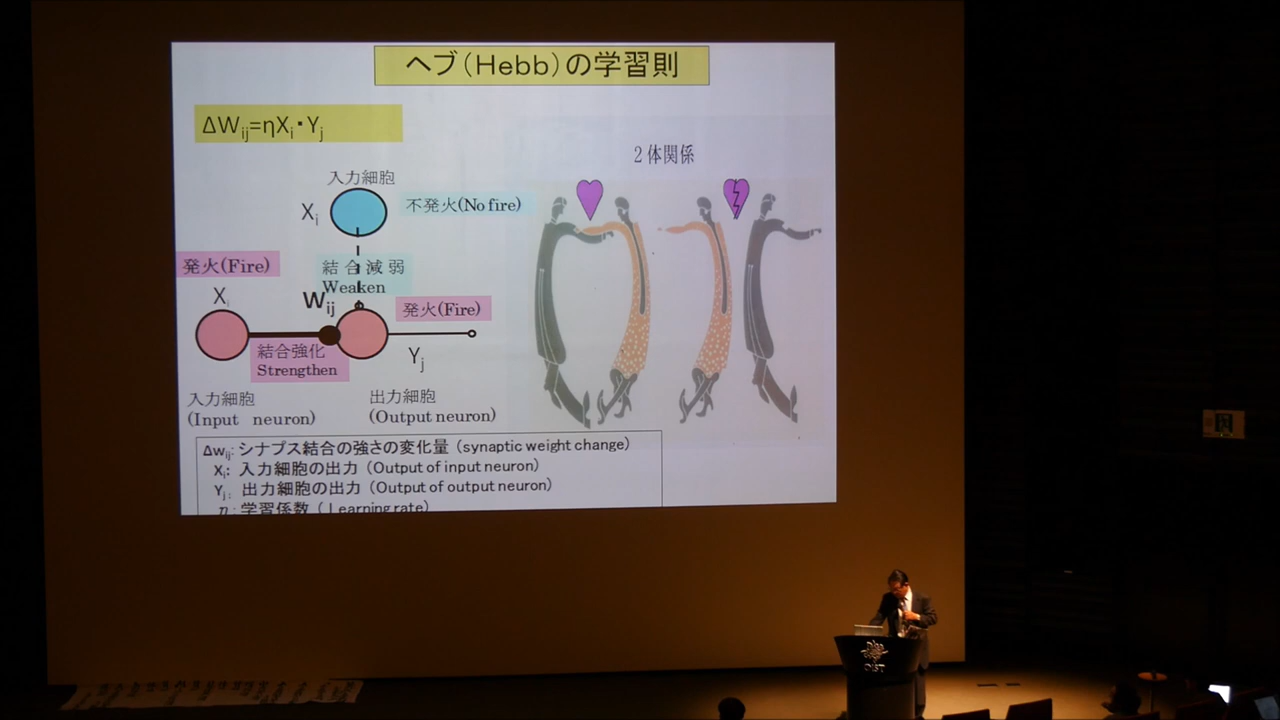 ヘブ(Hebb)の学習則
ΔWij=ηXi・Yj
2体関係
入力細胞
Xi
不発火(No fire)
発火(Fire)
結合減弱
Weaken
Xi
Wij
発火(Fire)
結合強化
Strengthen
Yj
入力細胞
(Input neuron)
出力細胞
(Output neuron)
Δwij: シナプス結合の強さの変化量 (synaptic weight change)
Xi: 入力細胞の出力 (Output of input neuron)
Yj: 出力細胞の出力 (Output of output neuron)
η: 学習係数 (Learning rate)
OIST